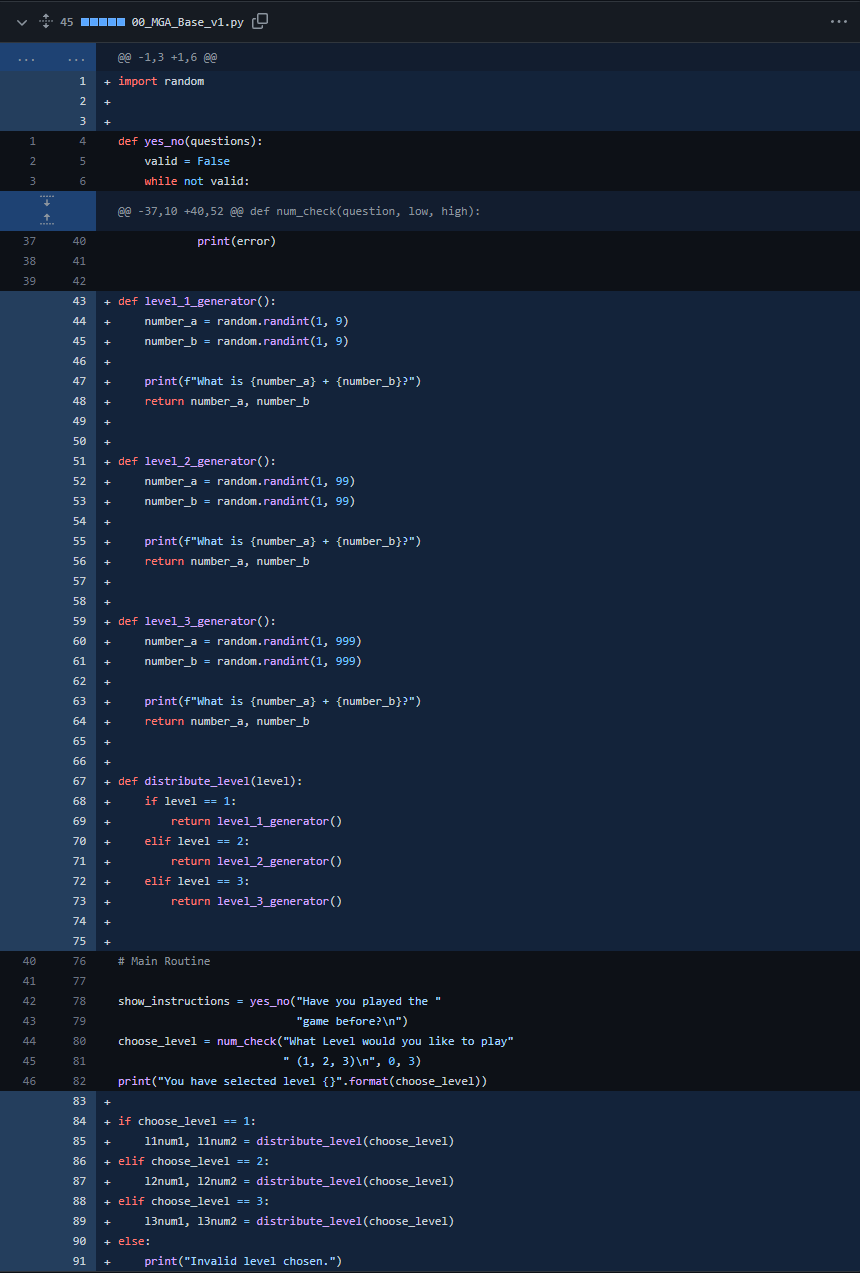 45 00_MGA_Base_v1.py ...
... ... @@ -1,3 +1,6 @@
1 + import random
2 +
3 +
1 4 def yes_no(questions):
2 5 valid = False
3 6 while not valid:
@@ -37,10 +40,52 @@ def num_check(question, low, high):
37 40 print(error)
38 41
39 42
43 + def level_1_generator():
44 + number_a = random.randint(1, 9)
45 + number_b = random.randint(1, 9)
46 +
47 + print(f"What is {number_a} + {number_b}?")
48 + return number_a, number_b
49 +
50 +
51 + def level_2_generator():
52 + number_a = random.randint(1, 99)
53 + number_b = random.randint(1, 99)
54 +
55 + print(f"What is {number_a} + {number_b}?")
56 + return number_a, number_b
57 +
58 +
59 + def level_3_generator():
60 + number_a = random.randint(1, 999)
61 + number_b = random.randint(1, 999)
62 +
63 + print(f"What is {number_a} + {number_b}?")
64 + return number_a, number_b
65 +
66 +
67 + def distribute_level(level):
68 + if level == 1:
69 + return level_1_generator()
70 + elif level == 2:
71 + return level_2_generator()
72 + elif level == 3:
73 + return level_3_generator()
74 +
75 +
40 76 # Main Routine
41 77
42 78 show_instructions = yes_no("Have you played the "
43 79 "game before?\n")
44 80 choose_level = num_check("What Level would you like to play"
45 81 " (1, 2, 3)\n", 0, 3)
46 82 print("You have selected level {}".format(choose_level))
83 +
84 + if choose_level == 1:
85 + l1num1, l1num2 = distribute_level(choose_level)
86 + elif choose_level == 2:
87 + l2num1, l2num2 = distribute_level(choose_level)
88 + elif choose_level == 3:
89 + l3num1, l3num2 = distribute_level(choose_level)
90 + else:
91 + print("Invalid level chosen.")